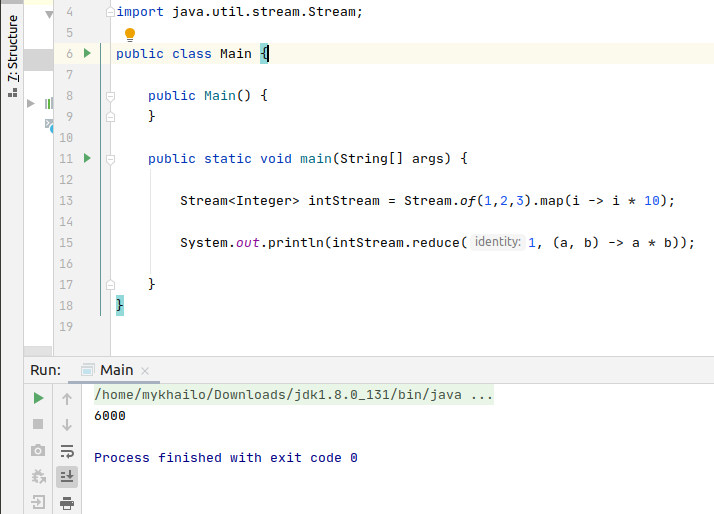 7: Structure
4 import java.util.stream.Stream;
5
6 public class Main {
7
8 public Main() {
9 }
10
11 public static void main(String[] args) {
12
13 Stream<Integer> intStream = Stream.of(1,2,3).map(i -> i * 10);
14
15 System.out.println(intStream.reduce( identity: 1, (a, b) -> a * b));
16
17 }
18 }
19
Run: Main
/home/mykhailo/Downloads/jdk1.8.0_131/bin/java ...
6000
Process finished with exit code 0